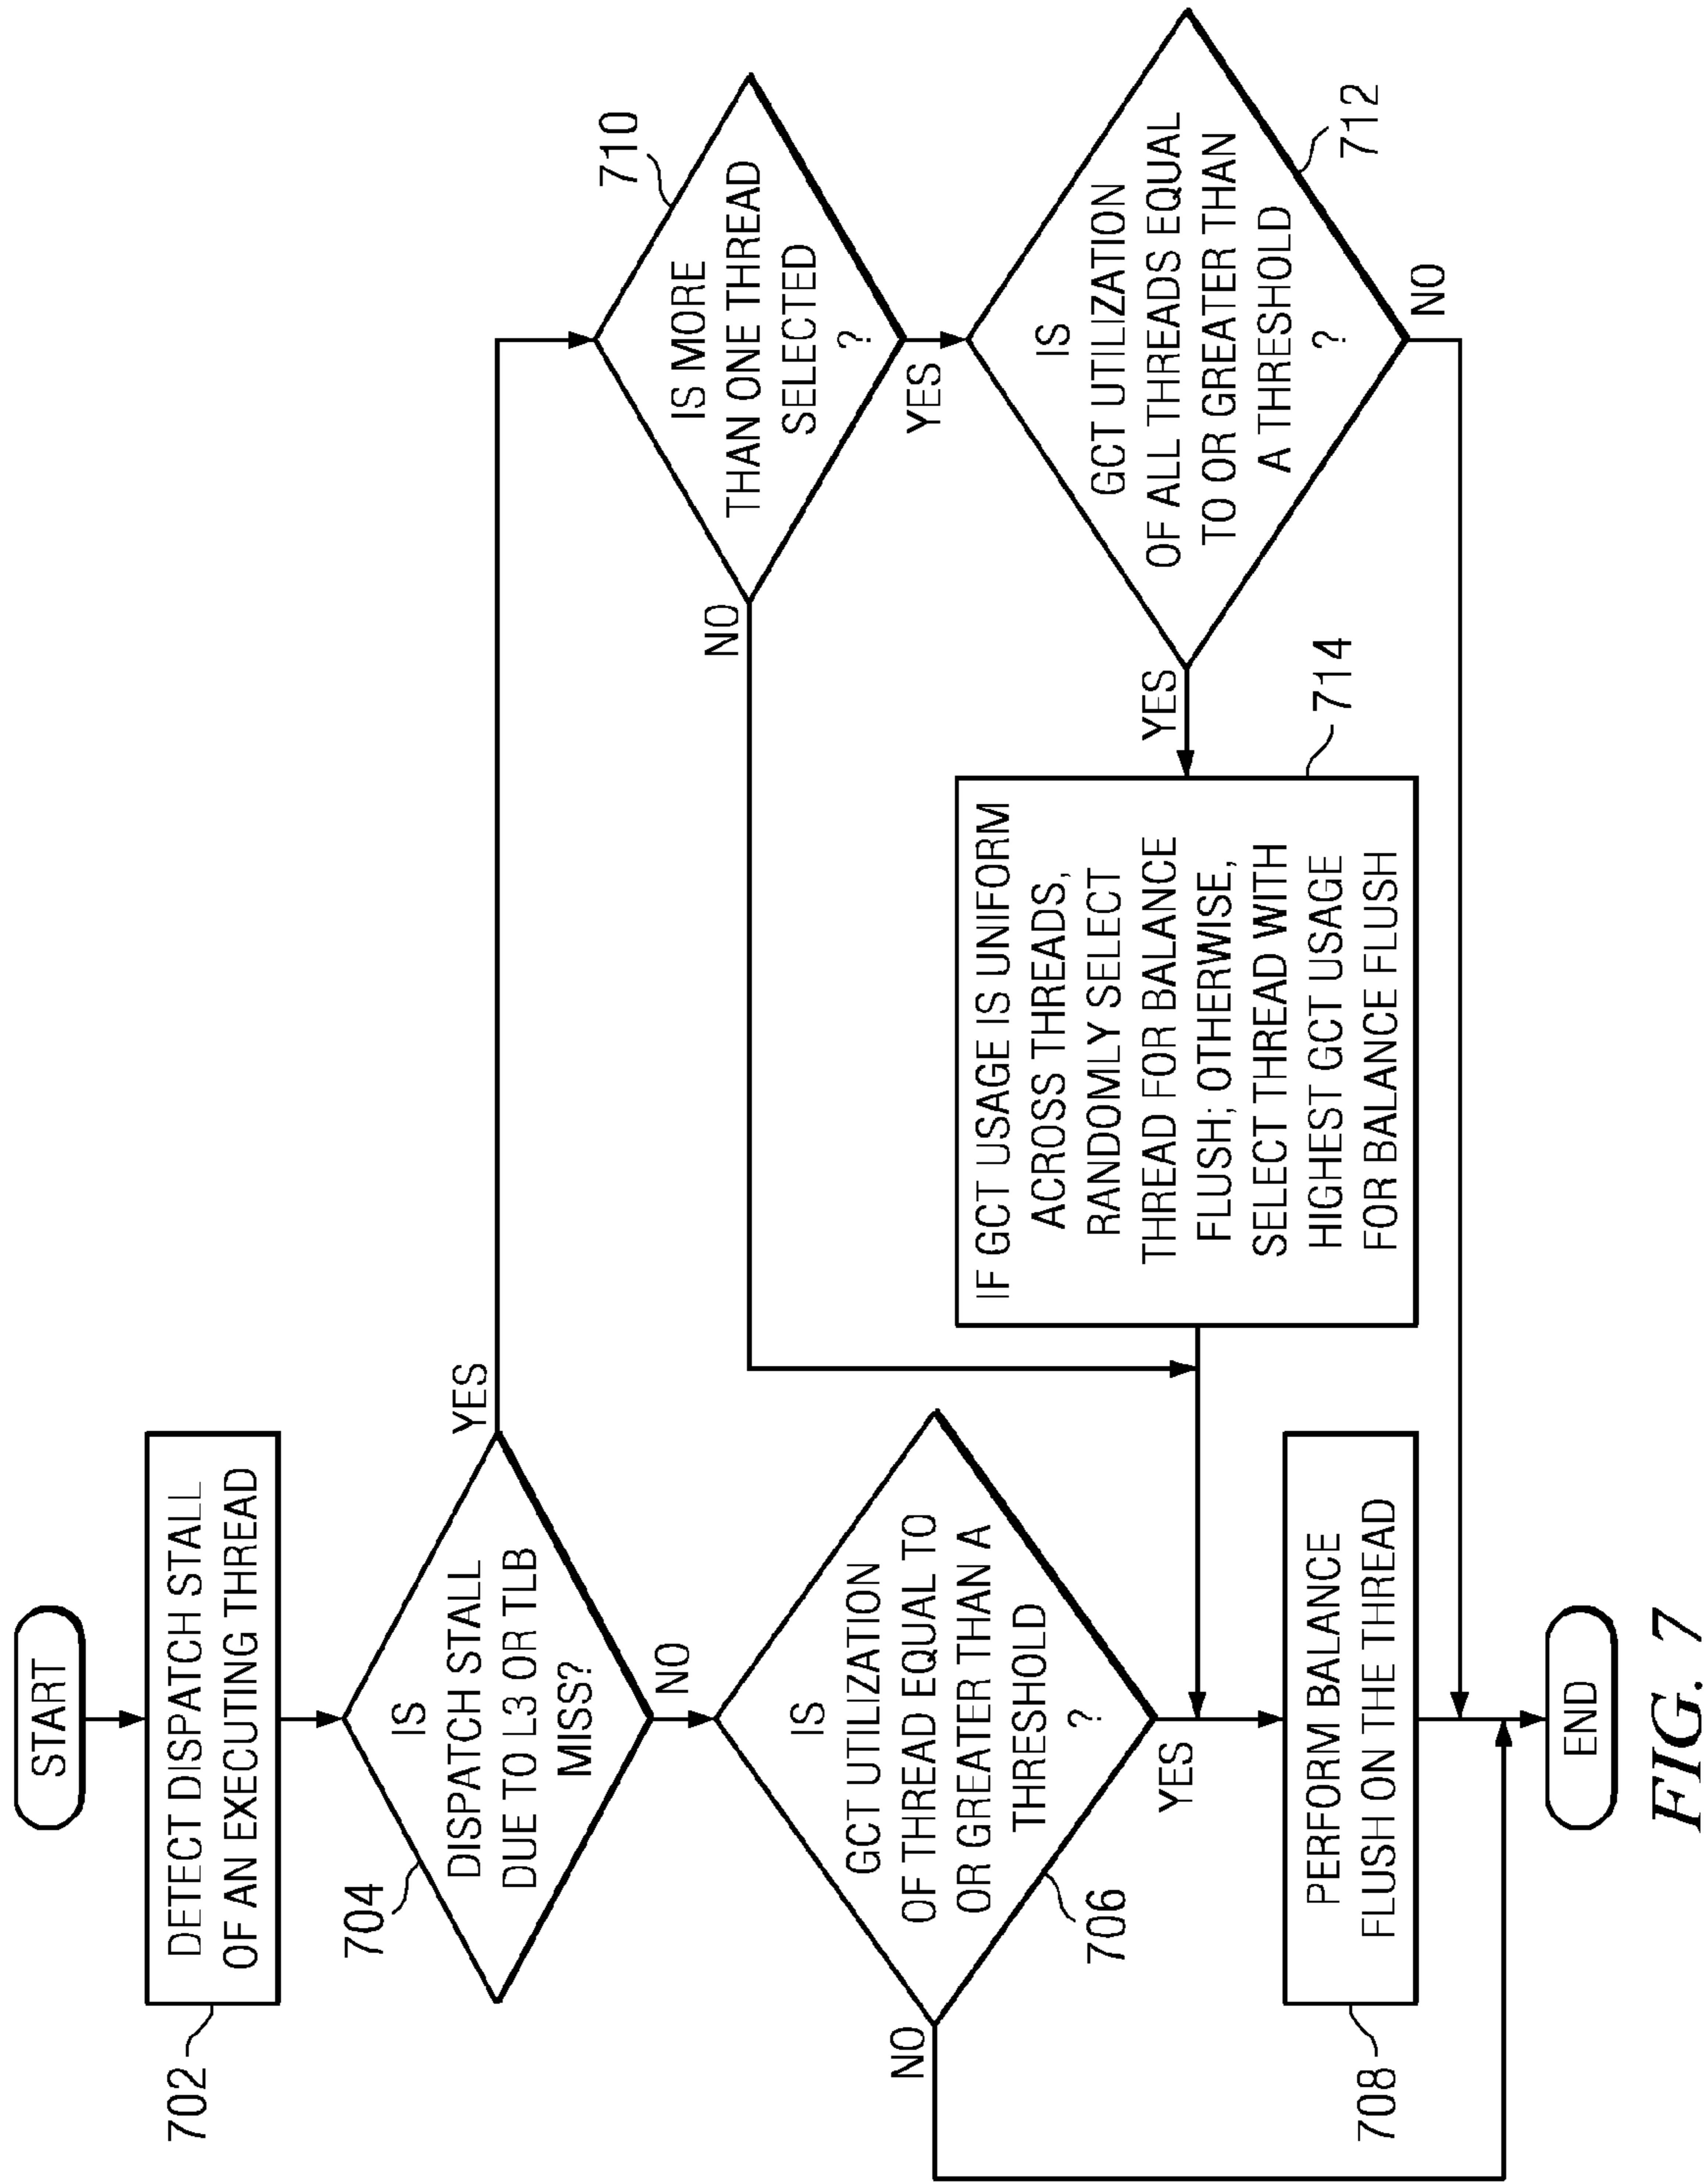 START
702
DETECT DISPATCH STALL
OF AN EXECUTING THREAD
704
IS
DISPATCH STALL
DUE TO L3 OR TLB
MISS?
YES
NO
706
IS
GCT UTILIZATION
OF THREAD EQUAL TO
OR GREATER THAN A
THRESHOLD
?
NO
YES
708
PERFORM BALANCE
FLUSH ON THE THREAD
END
710
IS MORE
THAN ONE THREAD
SELECTED
?
NO
YES
712
IS
GCT UTILIZATION
OF ALL THREADS EQUAL
TO OR GREATER THAN
A THRESHOLD
?
YES
NO
714
IF GCT USAGE IS UNIFORM
ACROSS THREADS,
RANDOMLY SELECT
THREAD FOR BALANCE
FLUSH; OTHERWISE,
SELECT THREAD WITH
HIGHEST GCT USAGE
FOR BALANCE FLUSH
FIG. 7